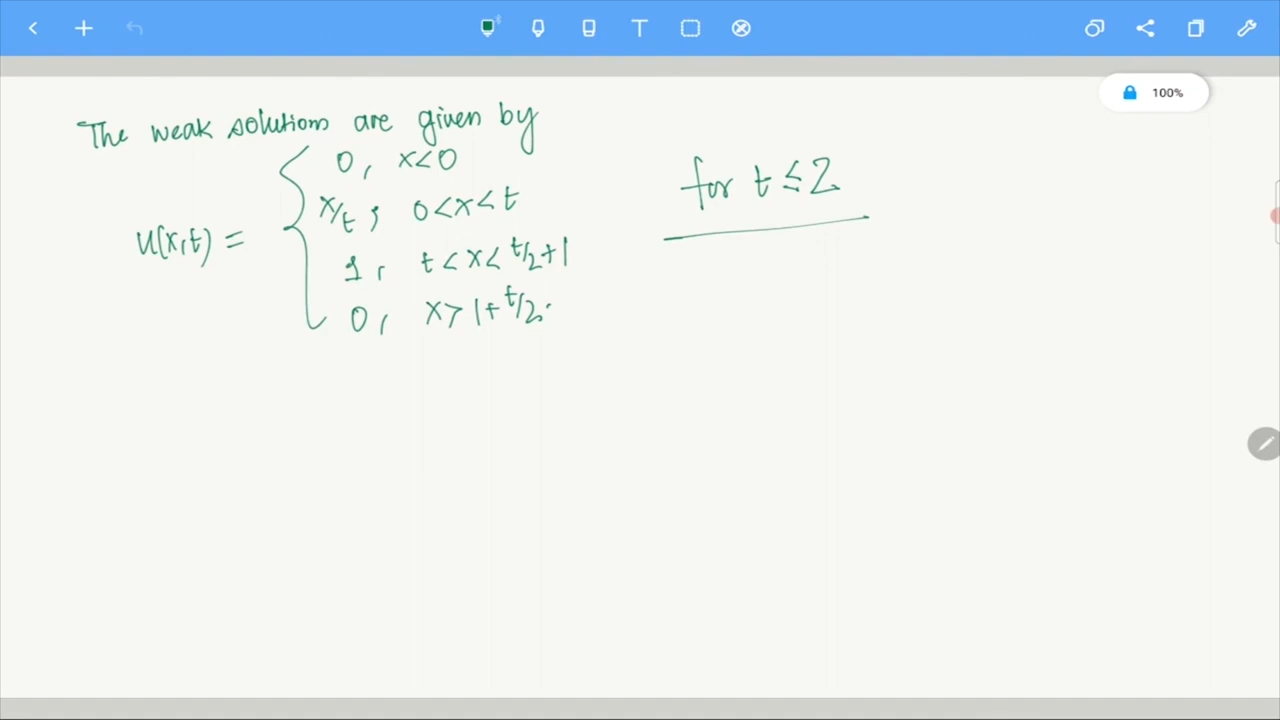 100%
The weak solutions are given by
0, x<0
for t ≤ 2
x/t, 0<x<t
u(x,t) =
1, t<x<t/2+1
0, x>1+t/2.